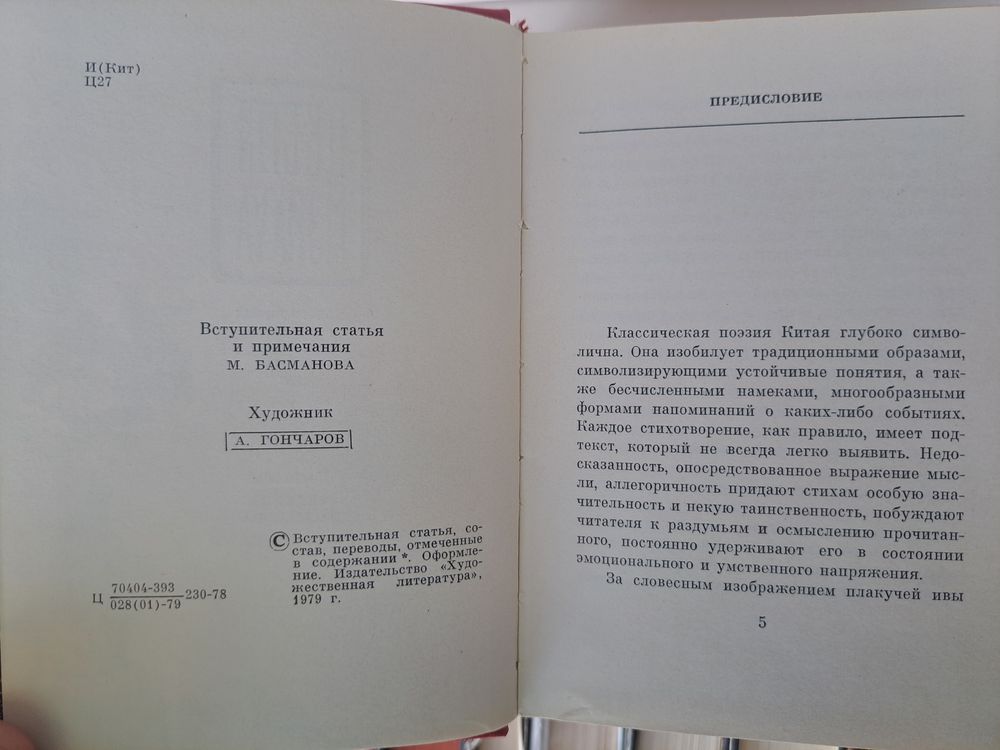 И(Кит)
Ц27
Вступительная статья
и примечания
М. БАСМАНОВА
Художник
А. ГОНЧАРОВ
© Вступительная статья, со-
став, переводы, отмеченные
в содержании *. Оформле-
ние. Издательство «Худо-
жественная литература»,
1979 г.
Ц 70404-393 230-78
028(01)-79
ПРЕДИСЛОВИЕ
Классическая поэзия Китая глубоко симво-
лична. Она изобилует традиционными образами,
символизирующими устойчивые понятия, а так-
же бесчисленными намеками, многообразными
формами напоминаний о каких-либо событиях.
Каждое стихотворение, как правило, имеет под-
текст, который не всегда легко выявить. Недо-
сказанность, опосредствованное выражение мыс-
ли, аллегоричность придают стихам особую зна-
чительность и некую таинственность, побуждают
читателя к раздумьям и осмыслению прочитан-
ного, постоянно удерживают его в состоянии
эмоционального и умственного напряжения.
За словесным изображением плакучей ивы
5